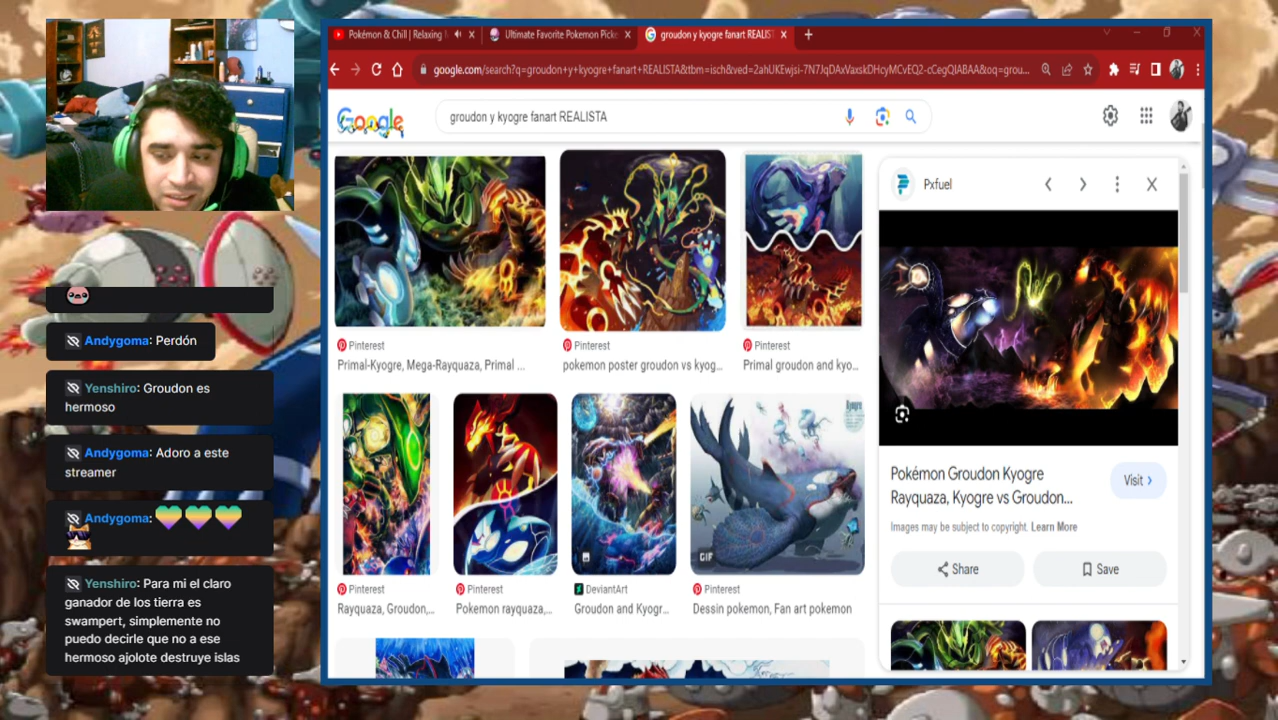 Pokémon & Chill | Relaxing
Ultimate Favorite Pokemon Picke
groudon y kyogre fanart REALIST
google.com/search?q=groudon+y+kyogre+fanart+REALISTA&tbm=isch&ved=2ahUKEwjsi-7N7JqDAxVaxskDHcyMCvEQ2-cCegQIABAA&oq=grou...
Google
groudon y kyogre fanart REALISTA
Pxfuel
Pinterest
Primal-Kyogre, Mega-Rayquaza, Primal ...
Pinterest
pokemon poster groudon vs kyog...
Pinterest
Primal groudon and kyo...
Kyogre
GIF
Pinterest
Rayquaza, Groudon,...
Pinterest
Pokemon rayquaza,...
DeviantArt
Groudon and Kyogr...
Pinterest
Dessin pokemon, Fan art pokemon
Pokémon Groudon Kyogre
Rayquaza, Kyogre vs Groudon...
Visit
Images may be subject to copyright. Learn More
Share
Save
Andygoma: Perdón
Yenshiro: Groudon es
hermoso
Andygoma: Adoro a este
streamer
Andygoma:
Yenshiro: Para mi el claro
ganador de los tierra es
swampert, simplemente no
puedo decirle que no a ese
hermoso ajolote destruye islas